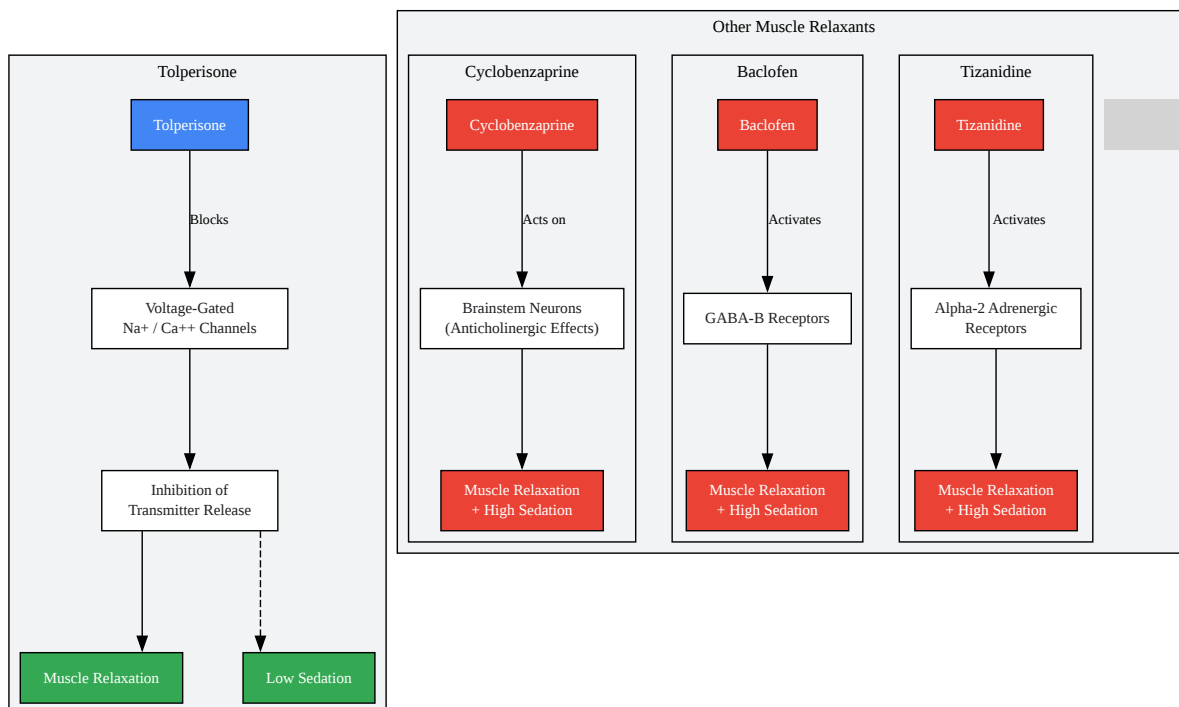 Tolperisone
Tolperisone
Blocks
Voltage-Gated
Na+ / Ca++ Channels
Inhibition of
Transmitter Release
Muscle Relaxation
Low Sedation
Other Muscle Relaxants
Cyclobenzaprine
Cyclobenzaprine
Acts on
Brainstem Neurons
(Anticholinergic Effects)
Muscle Relaxation
+ High Sedation
Baclofen
Baclofen
Activates
GABA-B Receptors
Muscle Relaxation
+ High Sedation
Tizanidine
Tizanidine
Activates
Alpha-2 Adrenergic
Receptors
Muscle Relaxation
+ High Sedation